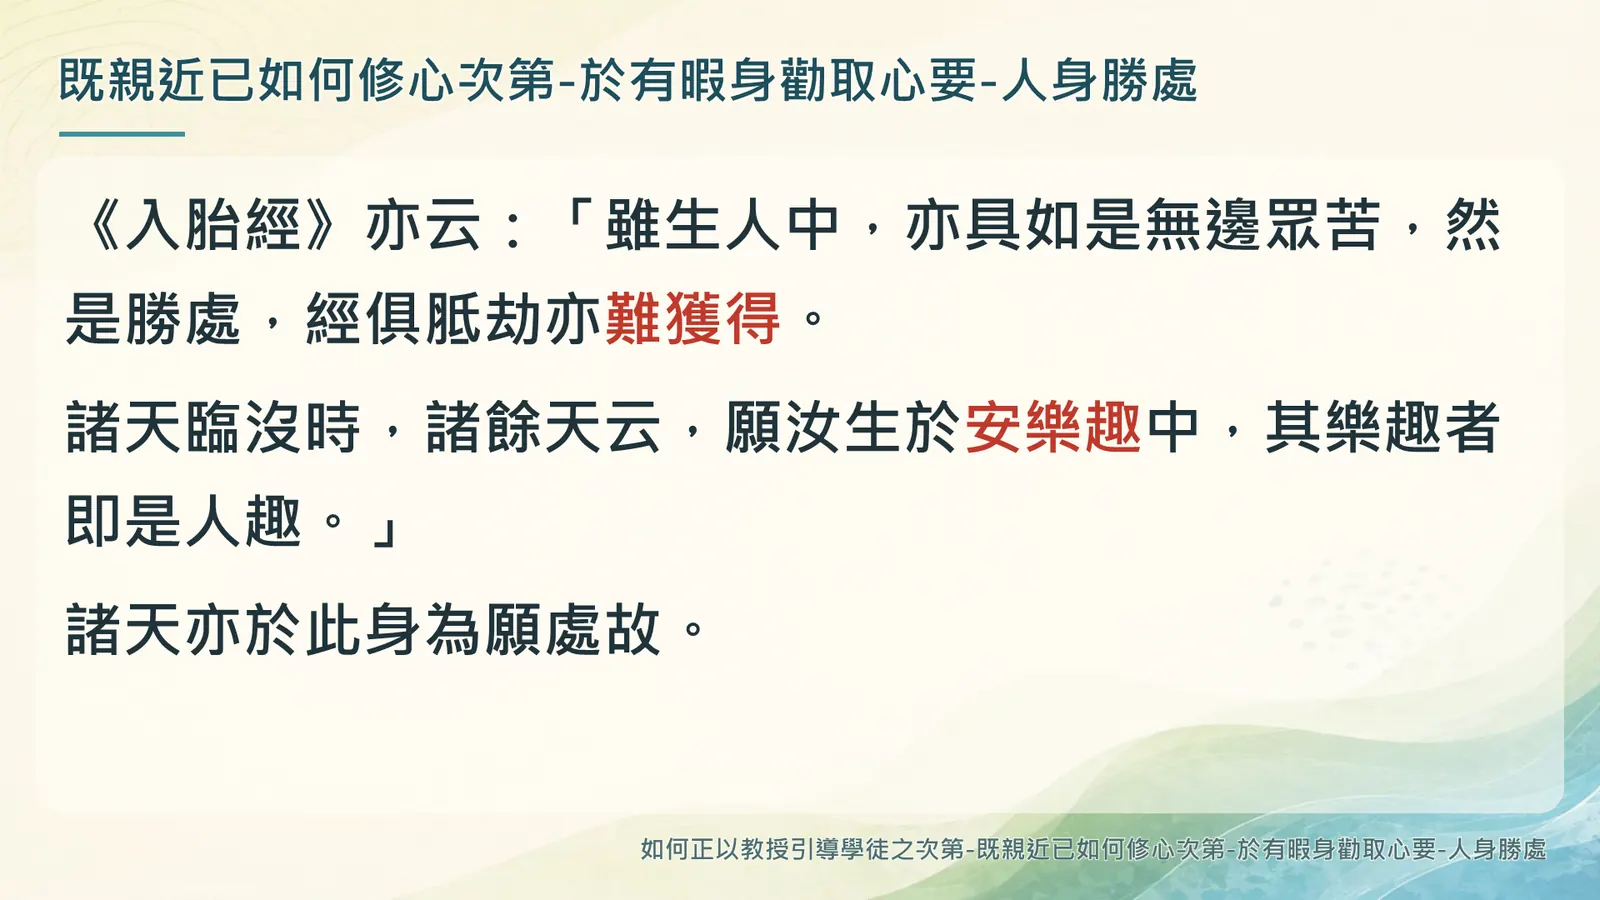 既親近已如何修心次第-於有暇身勸取心要-人身勝處
《入胎經》亦云：「雖生人中，亦具如是無邊眾苦，然
是勝處，經俱胝劫亦難獲得。
諸天臨沒時，諸餘天云，願汝生於安樂趣中，其樂趣者
即是人趣。」
諸天亦於此身為願處故。
如何正以教授引導學徒之次第-既親近已如何修心次第-於有暇身勸取心要-人身勝處